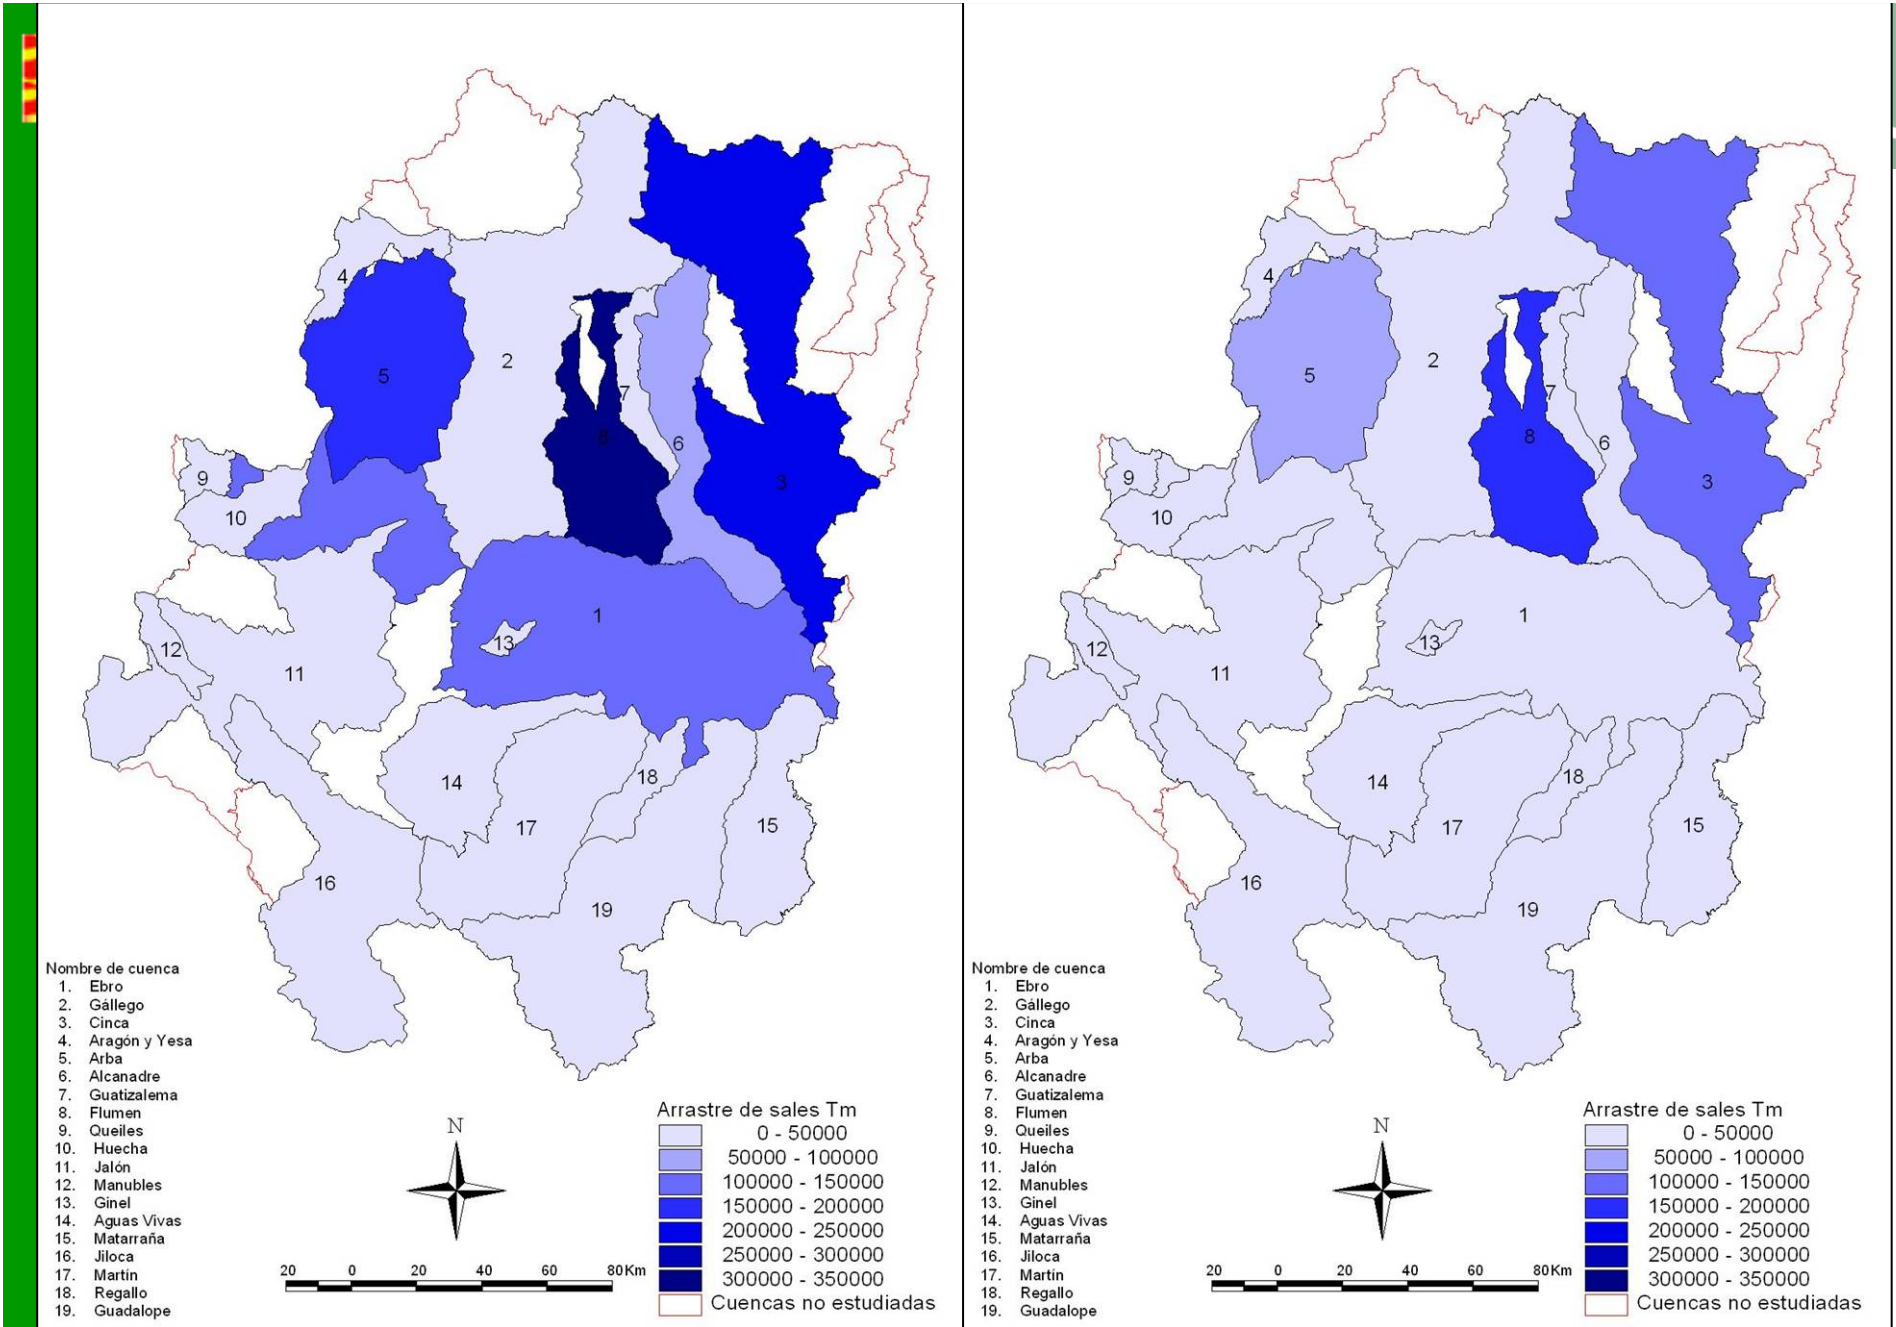 4
5
2
7
8
6
3
9
10
1
13
12
11
14
18
17
15
16
19
Nombre de cuenca
1. Ebro
2. Gállego
3. Cinca
4. Aragón y Yesa
5. Arba
6. Alcanadre
7. Guatizalema
8. Flumen
9. Queiles
10. Huecha
11. Jalón
12. Manubles
13. Ginel
14. Aguas Vivas
15. Matarraña
16. Jiloca
17. Martín
18. Regallo
19. Guadalope
N
20 0 20 40 60 80 Km
Arrastre de sales Tm
0 - 50000
50000 - 100000
100000 - 150000
150000 - 200000
200000 - 250000
250000 - 300000
300000 - 350000
Cuencas no estudiadas
4
5
2
7
8
6
3
9
10
1
13
12
11
14
18
17
15
16
19
Nombre de cuenca
1. Ebro
2. Gállego
3. Cinca
4. Aragón y Yesa
5. Arba
6. Alcanadre
7. Guatizalema
8. Flumen
9. Queiles
10. Huecha
11. Jalón
12. Manubles
13. Ginel
14. Aguas Vivas
15. Matarraña
16. Jiloca
17. Martín
18. Regallo
19. Guadalope
N
20 0 20 40 60 80 Km
Arrastre de sales Tm
0 - 50000
50000 - 100000
100000 - 150000
150000 - 200000
200000 - 250000
250000 - 300000
300000 - 350000
Cuencas no estudiadas